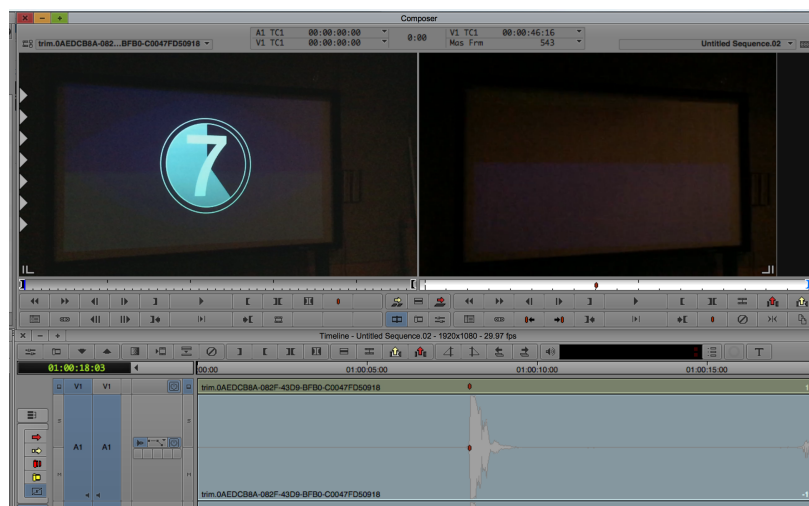 Composer
trim.0AEDCB8A-082...BFB0-C0047FD50918
A1 TC1 00:00:00:00
V1 TC1 00:00:00:00
0:00
V1 TC1 00:00:46:16
Mas Frm 543
Untitled Sequence.02
7
Timeline - Untitled Sequence.02 - 1920x1080 - 29.97 fps
01:00:18:03
00:00
01:00:05:00
01:00:10:00
01:00:15:00
V1 V1
trim.0AEDCB8A-082F-43D9-BFB0-C0047FD50918
A1 A1
trim.0AEDCB8A-082F-43D9-BFB0-C0047FD50918